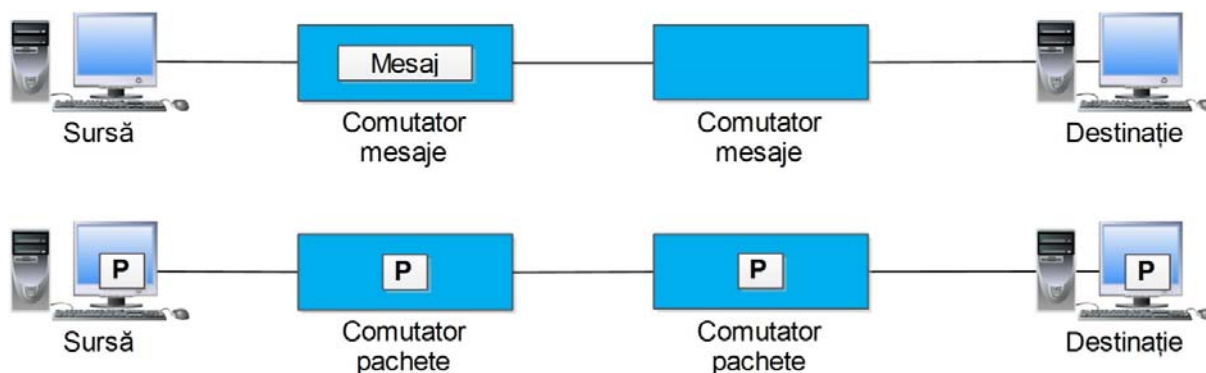 Mesaj
Sursă
Comutator
mesaje
Comutator
mesaje
Destinație
P
P
P
P
Sursă
Comutator
pachete
Comutator
pachete
Destinație